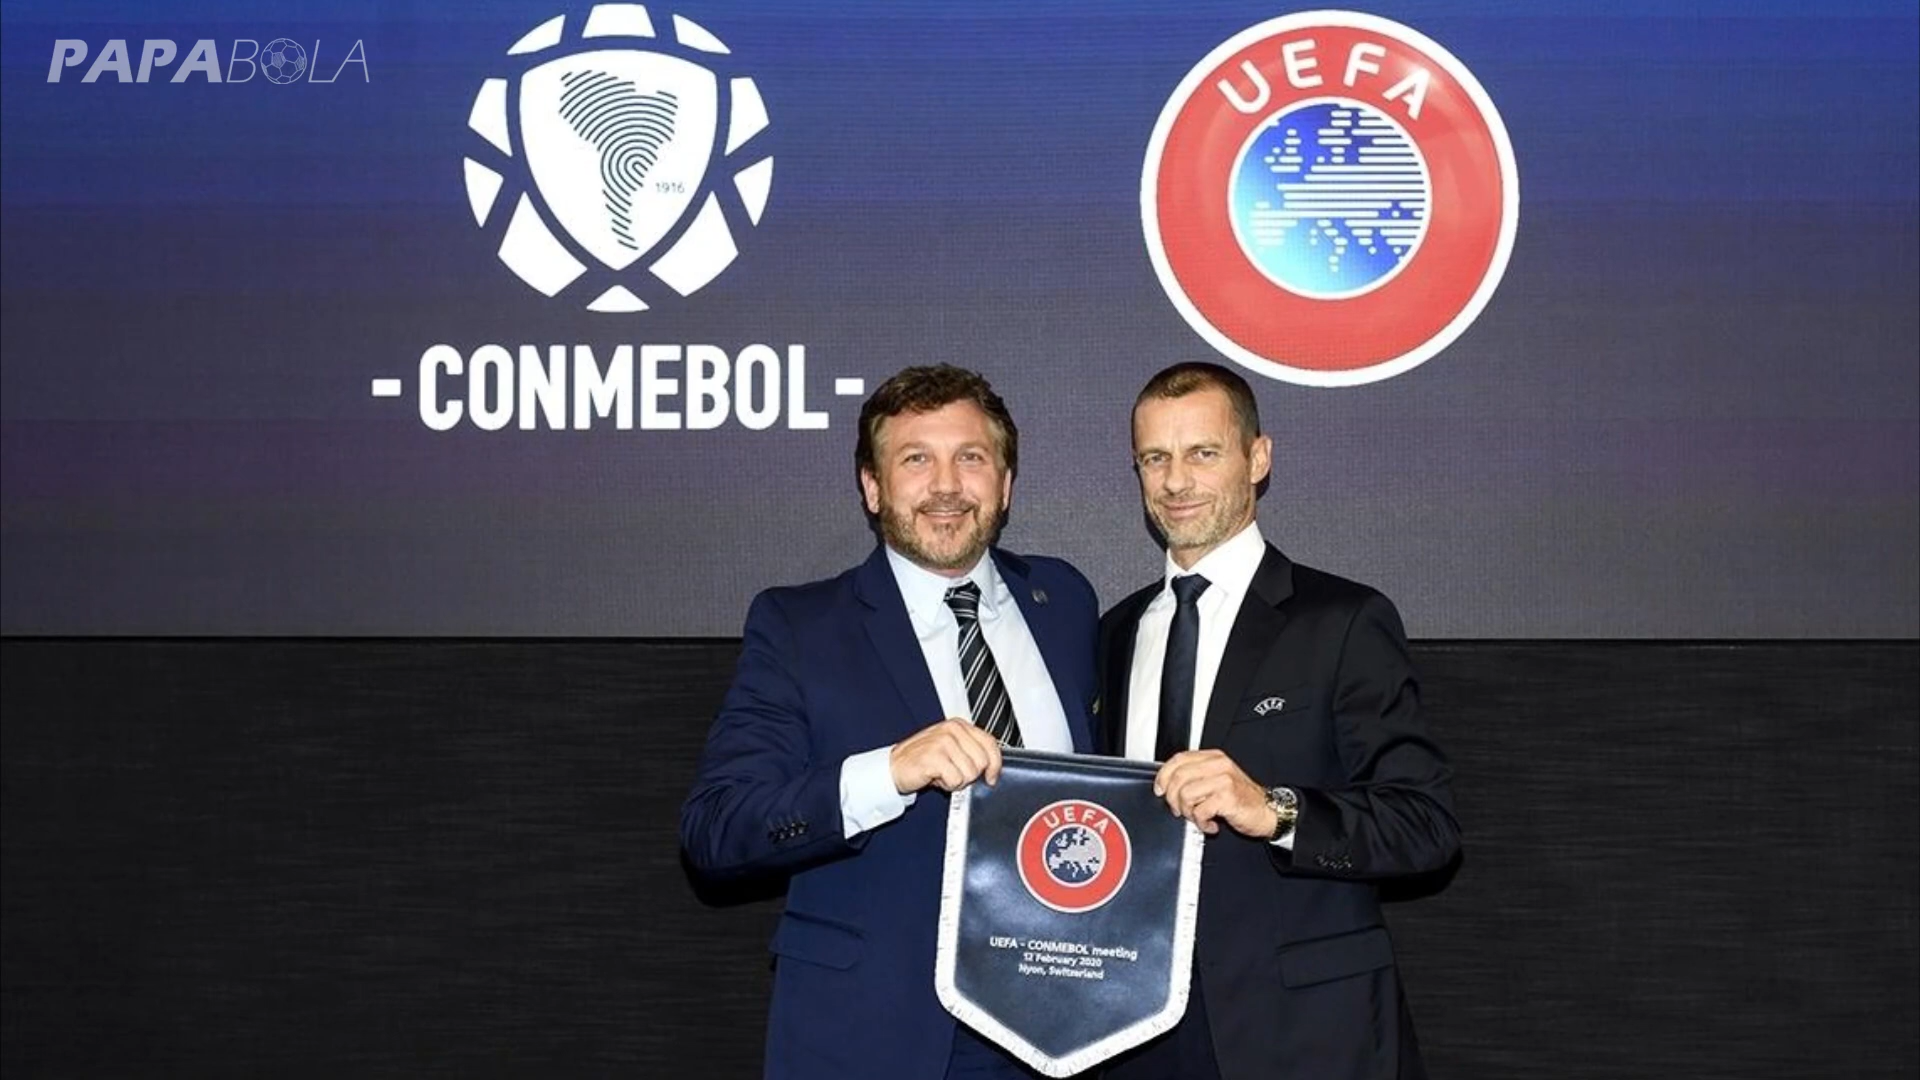 PAPABOLA
1916
-CONMEBOL-
UEFA
UEFA
UEFA
UEFA - CONMEBOL meeting
12 February 2020
Nyon, Switzerland